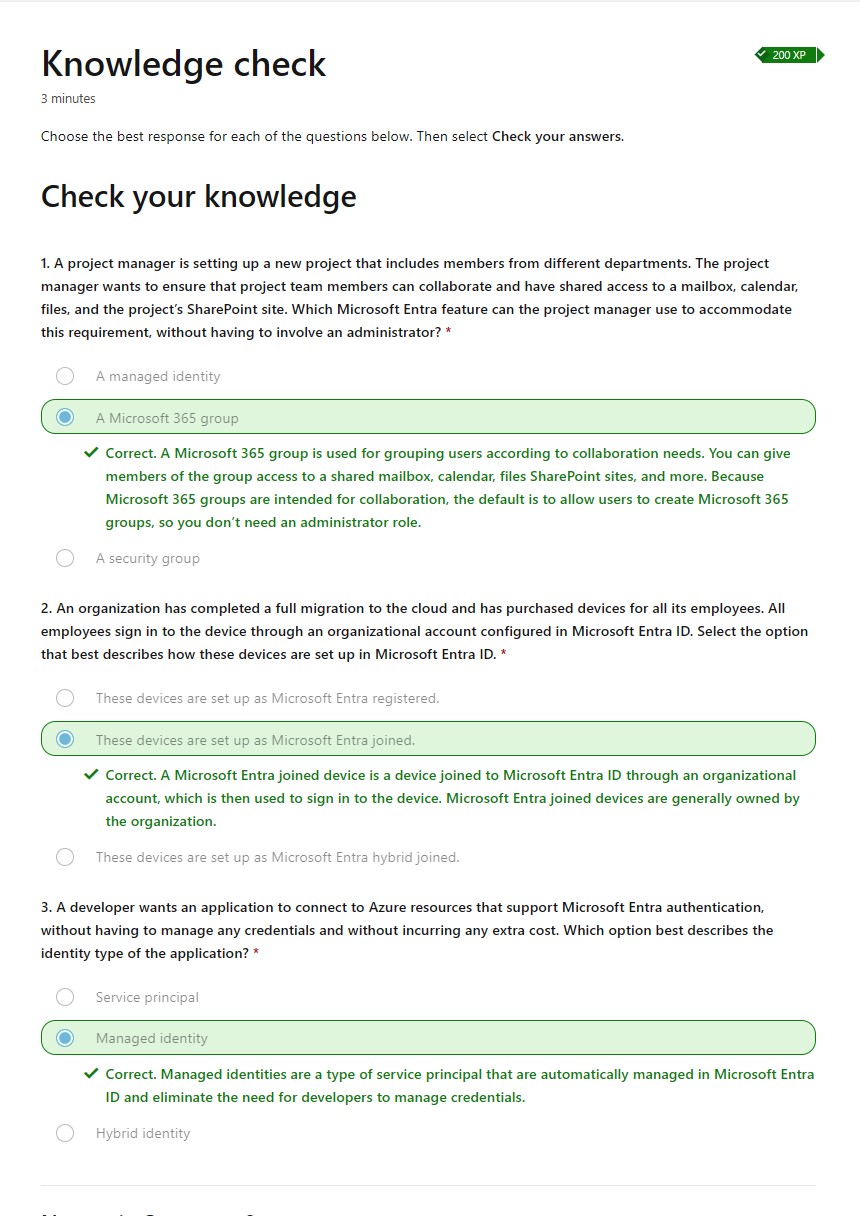 Knowledge check
200 XP
3 minutes
Choose the best response for each of the questions below. Then select Check your answers.
Check your knowledge
1. A project manager is setting up a new project that includes members from different departments. The project
manager wants to ensure that project team members can collaborate and have shared access to a mailbox, calendar,
files, and the project’s SharePoint site. Which Microsoft Entra feature can the project manager use to accommodate
this requirement, without having to involve an administrator? *
A managed identity
A Microsoft 365 group
Correct. A Microsoft 365 group is used for grouping users according to collaboration needs. You can give
members of the group access to a shared mailbox, calendar, files SharePoint sites, and more. Because
Microsoft 365 groups are intended for collaboration, the default is to allow users to create Microsoft 365
groups, so you don’t need an administrator role.
A security group
2. An organization has completed a full migration to the cloud and has purchased devices for all its employees. All
employees sign in to the device through an organizational account configured in Microsoft Entra ID. Select the option
that best describes how these devices are set up in Microsoft Entra ID. *
These devices are set up as Microsoft Entra registered.
These devices are set up as Microsoft Entra joined.
Correct. A Microsoft Entra joined device is a device joined to Microsoft Entra ID through an organizational
account, which is then used to sign in to the device. Microsoft Entra joined devices are generally owned by
the organization.
These devices are set up as Microsoft Entra hybrid joined.
3. A developer wants an application to connect to Azure resources that support Microsoft Entra authentication,
without having to manage any credentials and without incurring any extra cost. Which option best describes the
identity type of the application? *
Service principal
Managed identity
Correct. Managed identities are a type of service principal that are automatically managed in Microsoft Entra
ID and eliminate the need for developers to manage credentials.
Hybrid identity